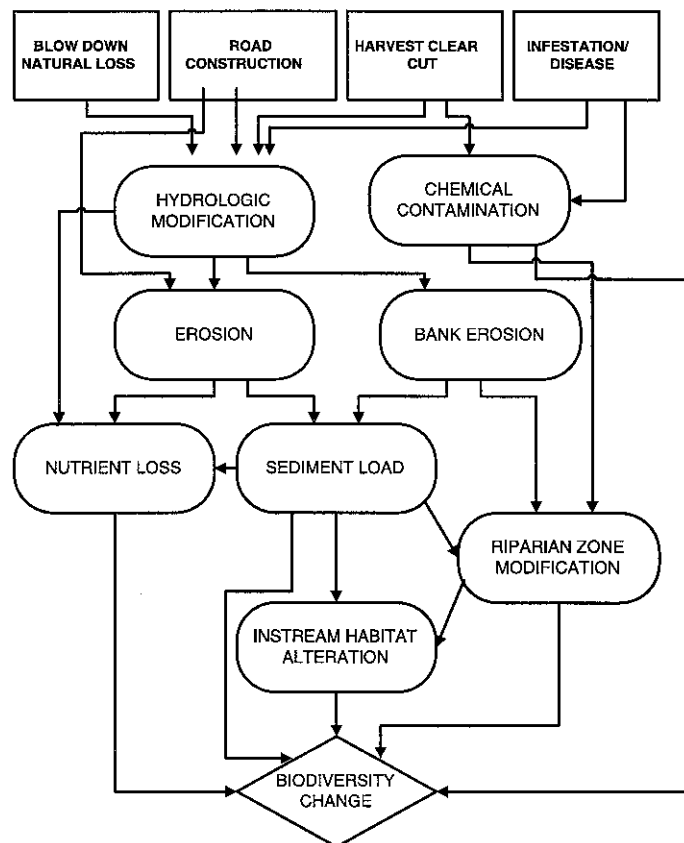 BLOW DOWN
NATURAL LOSS
ROAD
CONSTRUCTION
HARVEST CLEAR
CUT
INFESTATION/
DISEASE
HYDROLOGIC
MODIFICATION
CHEMICAL
CONTAMINATION
EROSION
BANK EROSION
NUTRIENT LOSS
SEDIMENT LOAD
RIPARIAN ZONE
MODIFICATION
INSTREAM HABITAT
ALTERATION
BIODIVERSITY
CHANGE